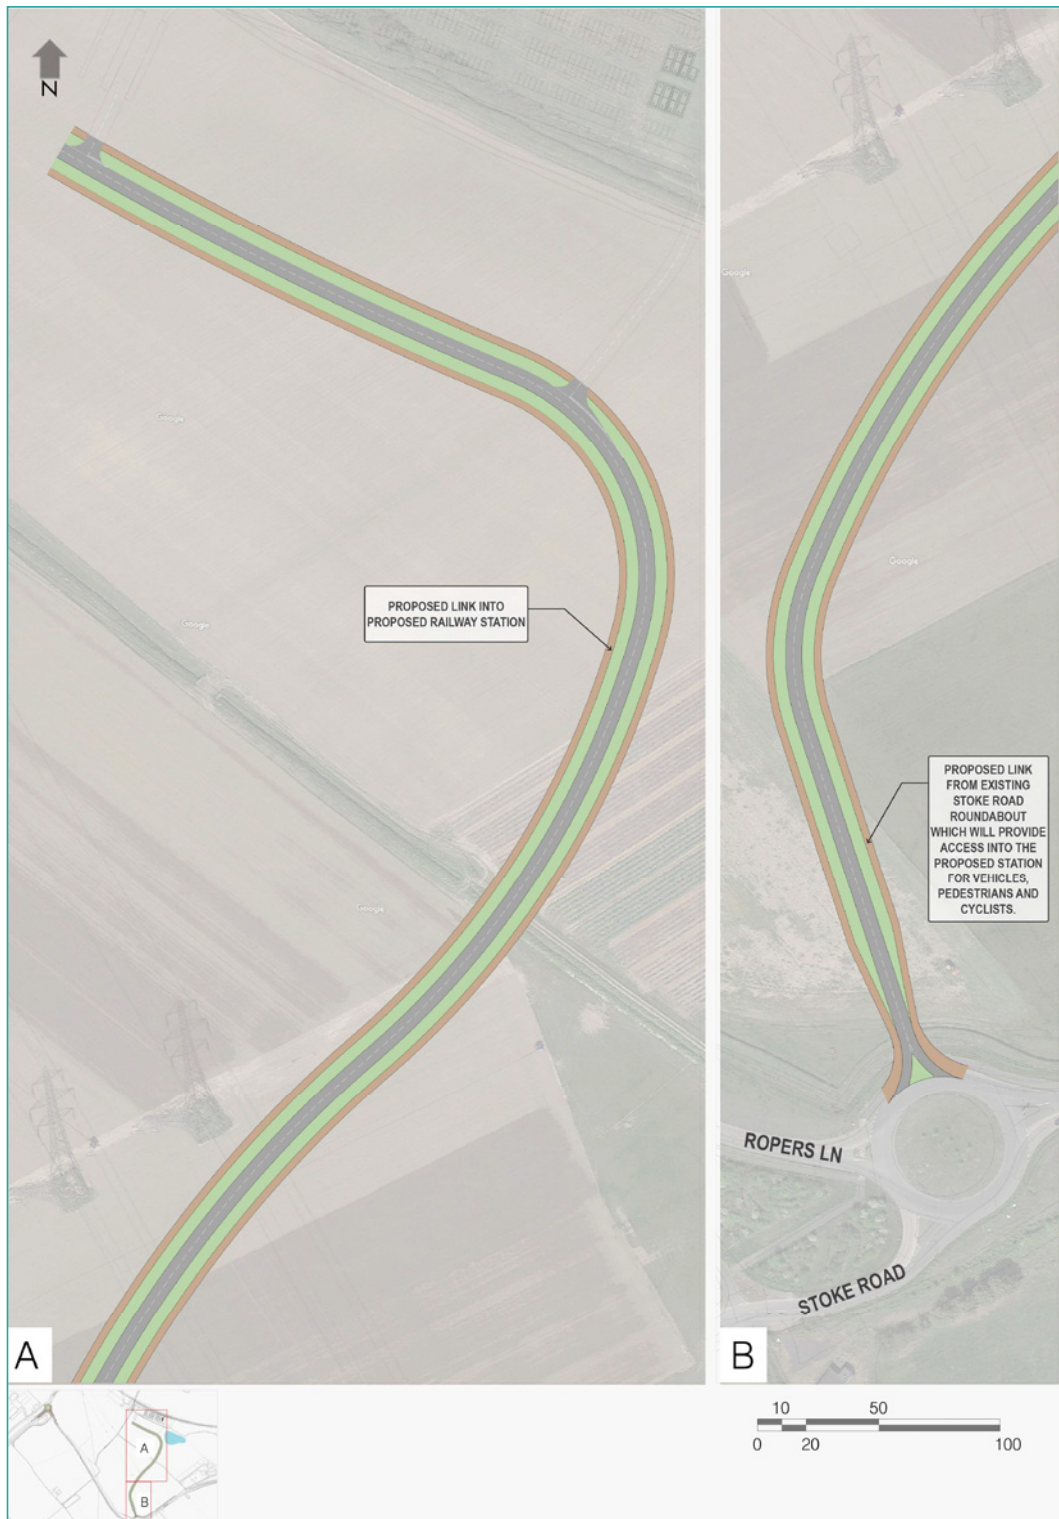 N
Google
Google
Google
Google
Google
PROPOSED LINK INTO
PROPOSED RAILWAY STATION
PROPOSED LINK
FROM EXISTING
STOKE ROAD
ROUNDABOUT
WHICH WILL PROVIDE
ACCESS INTO THE
PROPOSED STATION
FOR VEHICLES,
PEDESTRIANS AND
CYCLISTS.
ROPERS LN
STOKE ROAD
A
B
A
B
10 50
0 20 100